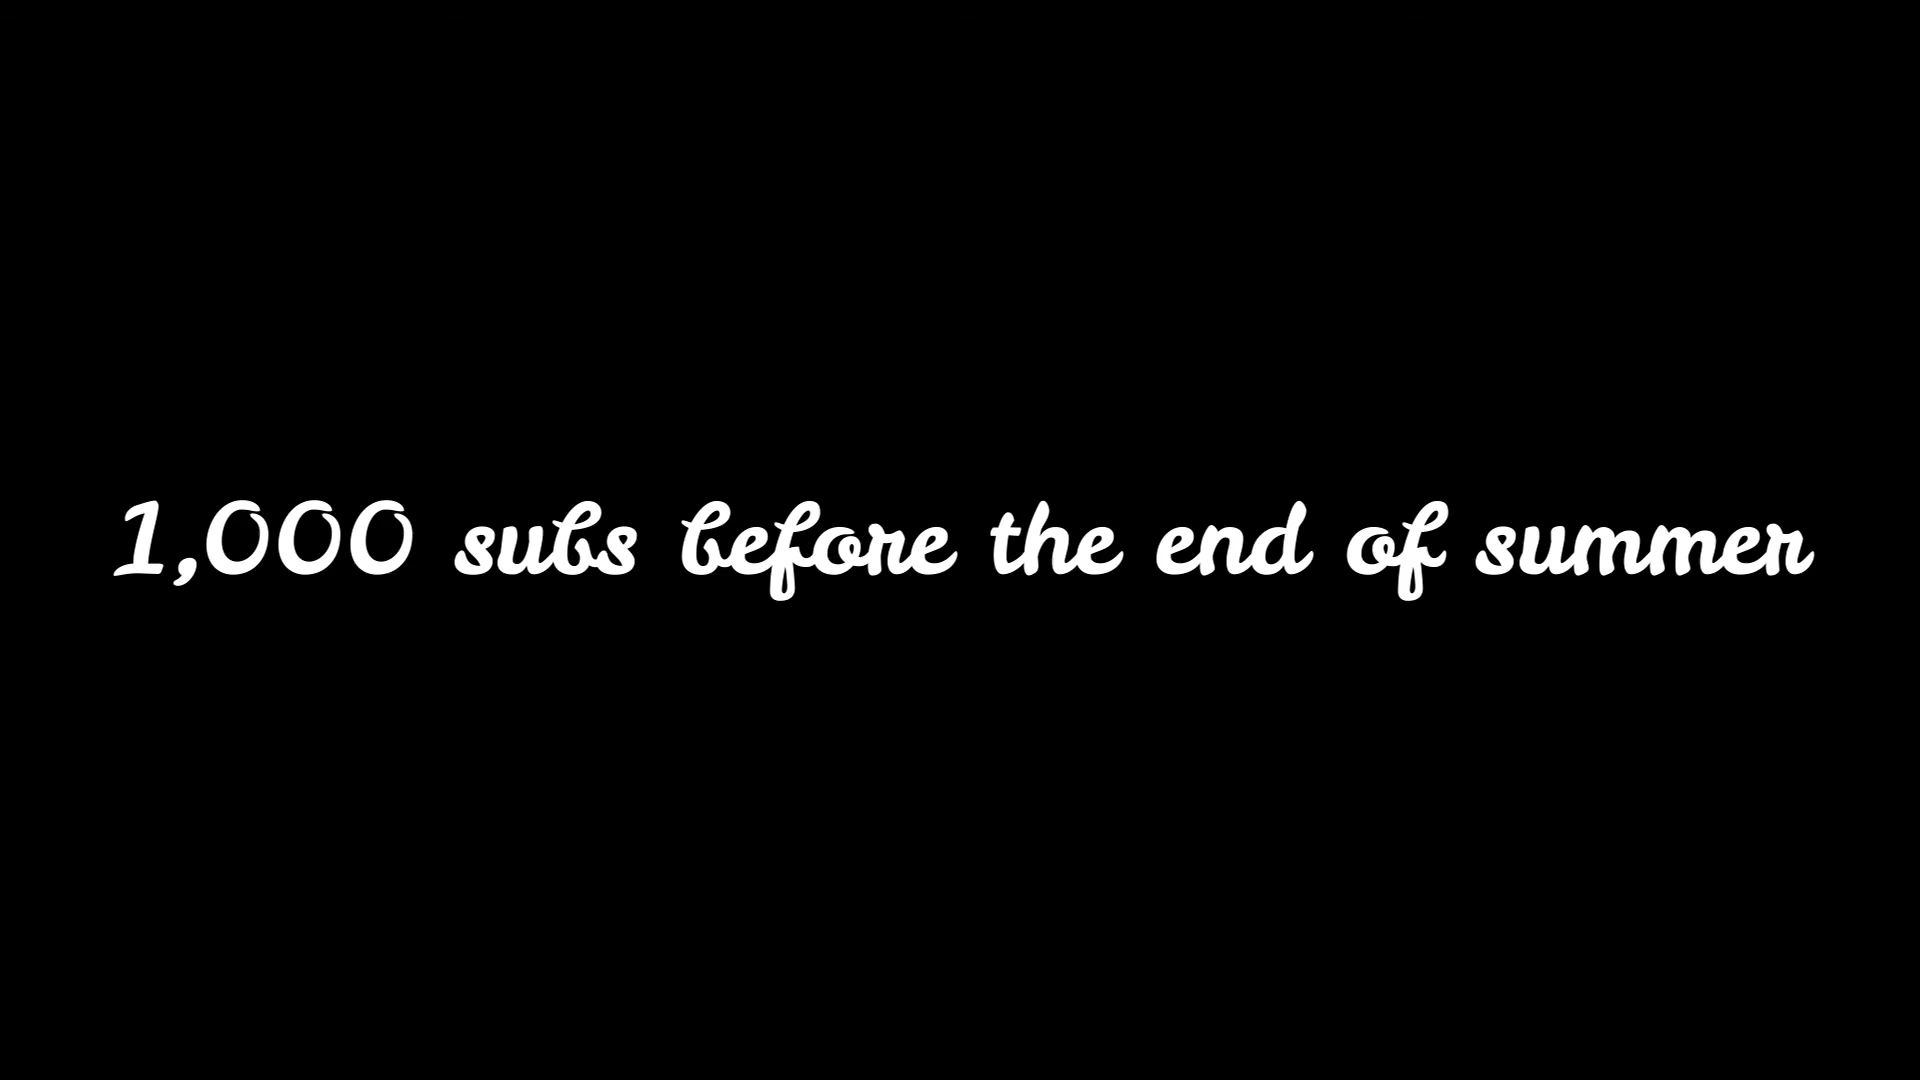 1,000 subs before the end of summer